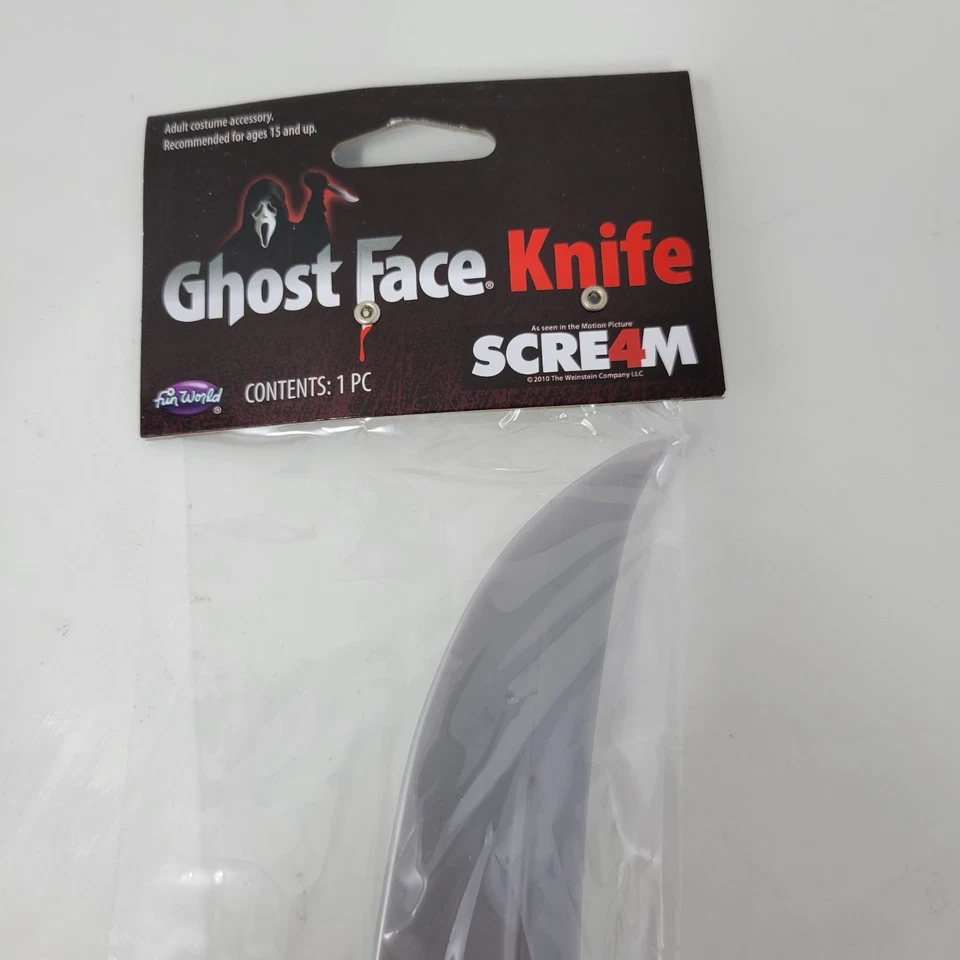 Adult costume accessory.
Recommended for ages 15 and up.
Ghost Face® Knife
As seen in the Motion Picture
SCRE4M
© 2010 The Weinstein Company LLC
fun World®
CONTENTS: 1 PC